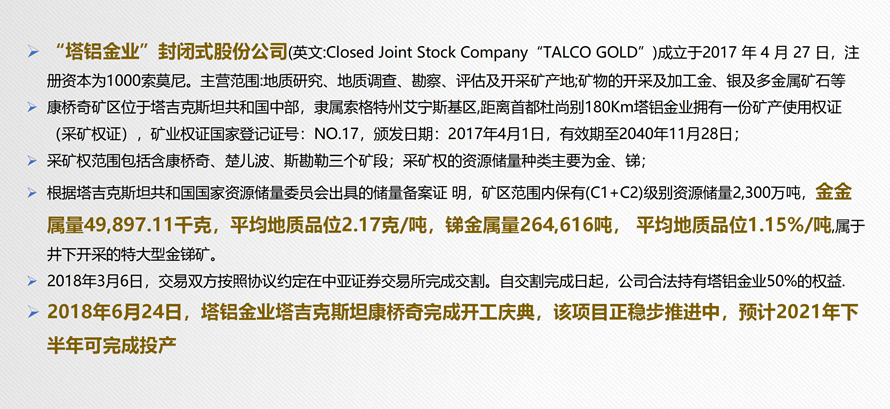 “塔铝金业”封闭式股份公司(英文:Closed Joint Stock Company“TALCO GOLD”)成立于2017 年 4 月 27 日，注
册资本为1000索莫尼。主营范围:地质研究、地质调查、勘察、评估及开采矿产地;矿物的开采及加工金、银及多金属矿石等
康桥奇矿区位于塔吉克斯坦共和国中部，隶属索格特州艾宁斯基区,距离首都杜尚别180Km塔铝金业拥有一份矿产使用权证
（采矿权证），矿业权证国家登记证号：NO.17，颁发日期：2017年4月1日，有效期至2040年11月28日；
采矿权范围包括含康桥奇、楚儿波、斯勘勒三个矿段；采矿权的资源储量种类主要为金、锑；
根据塔吉克斯坦共和国国家资源储量委员会出具的储量备案证 明，矿区范围内保有(C1+C2)级别资源储量2,300万吨，金金
属量49,897.11千克，平均地质品位2.17克/吨，锑金属量264,616吨， 平均地质品位1.15%/吨,属于
井下开采的特大型金锑矿。
2018年3月6日，交易双方按照协议约定在中亚证券交易所完成交割。自交割完成日起，公司合法持有塔铝金业50%的权益.
2018年6月24日，塔铝金业塔吉克斯坦康桥奇完成开工庆典，该项目正稳步推进中，预计2021年下
半年可完成投产